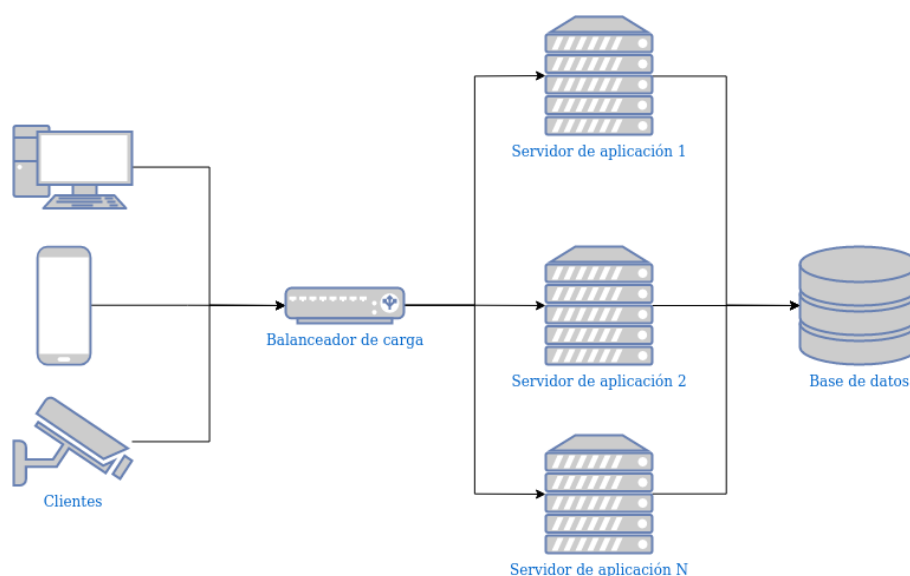 Servidor de aplicación 1
Balanceador de carga
Servidor de aplicación 2
Base de datos
Clientes
Servidor de aplicación N